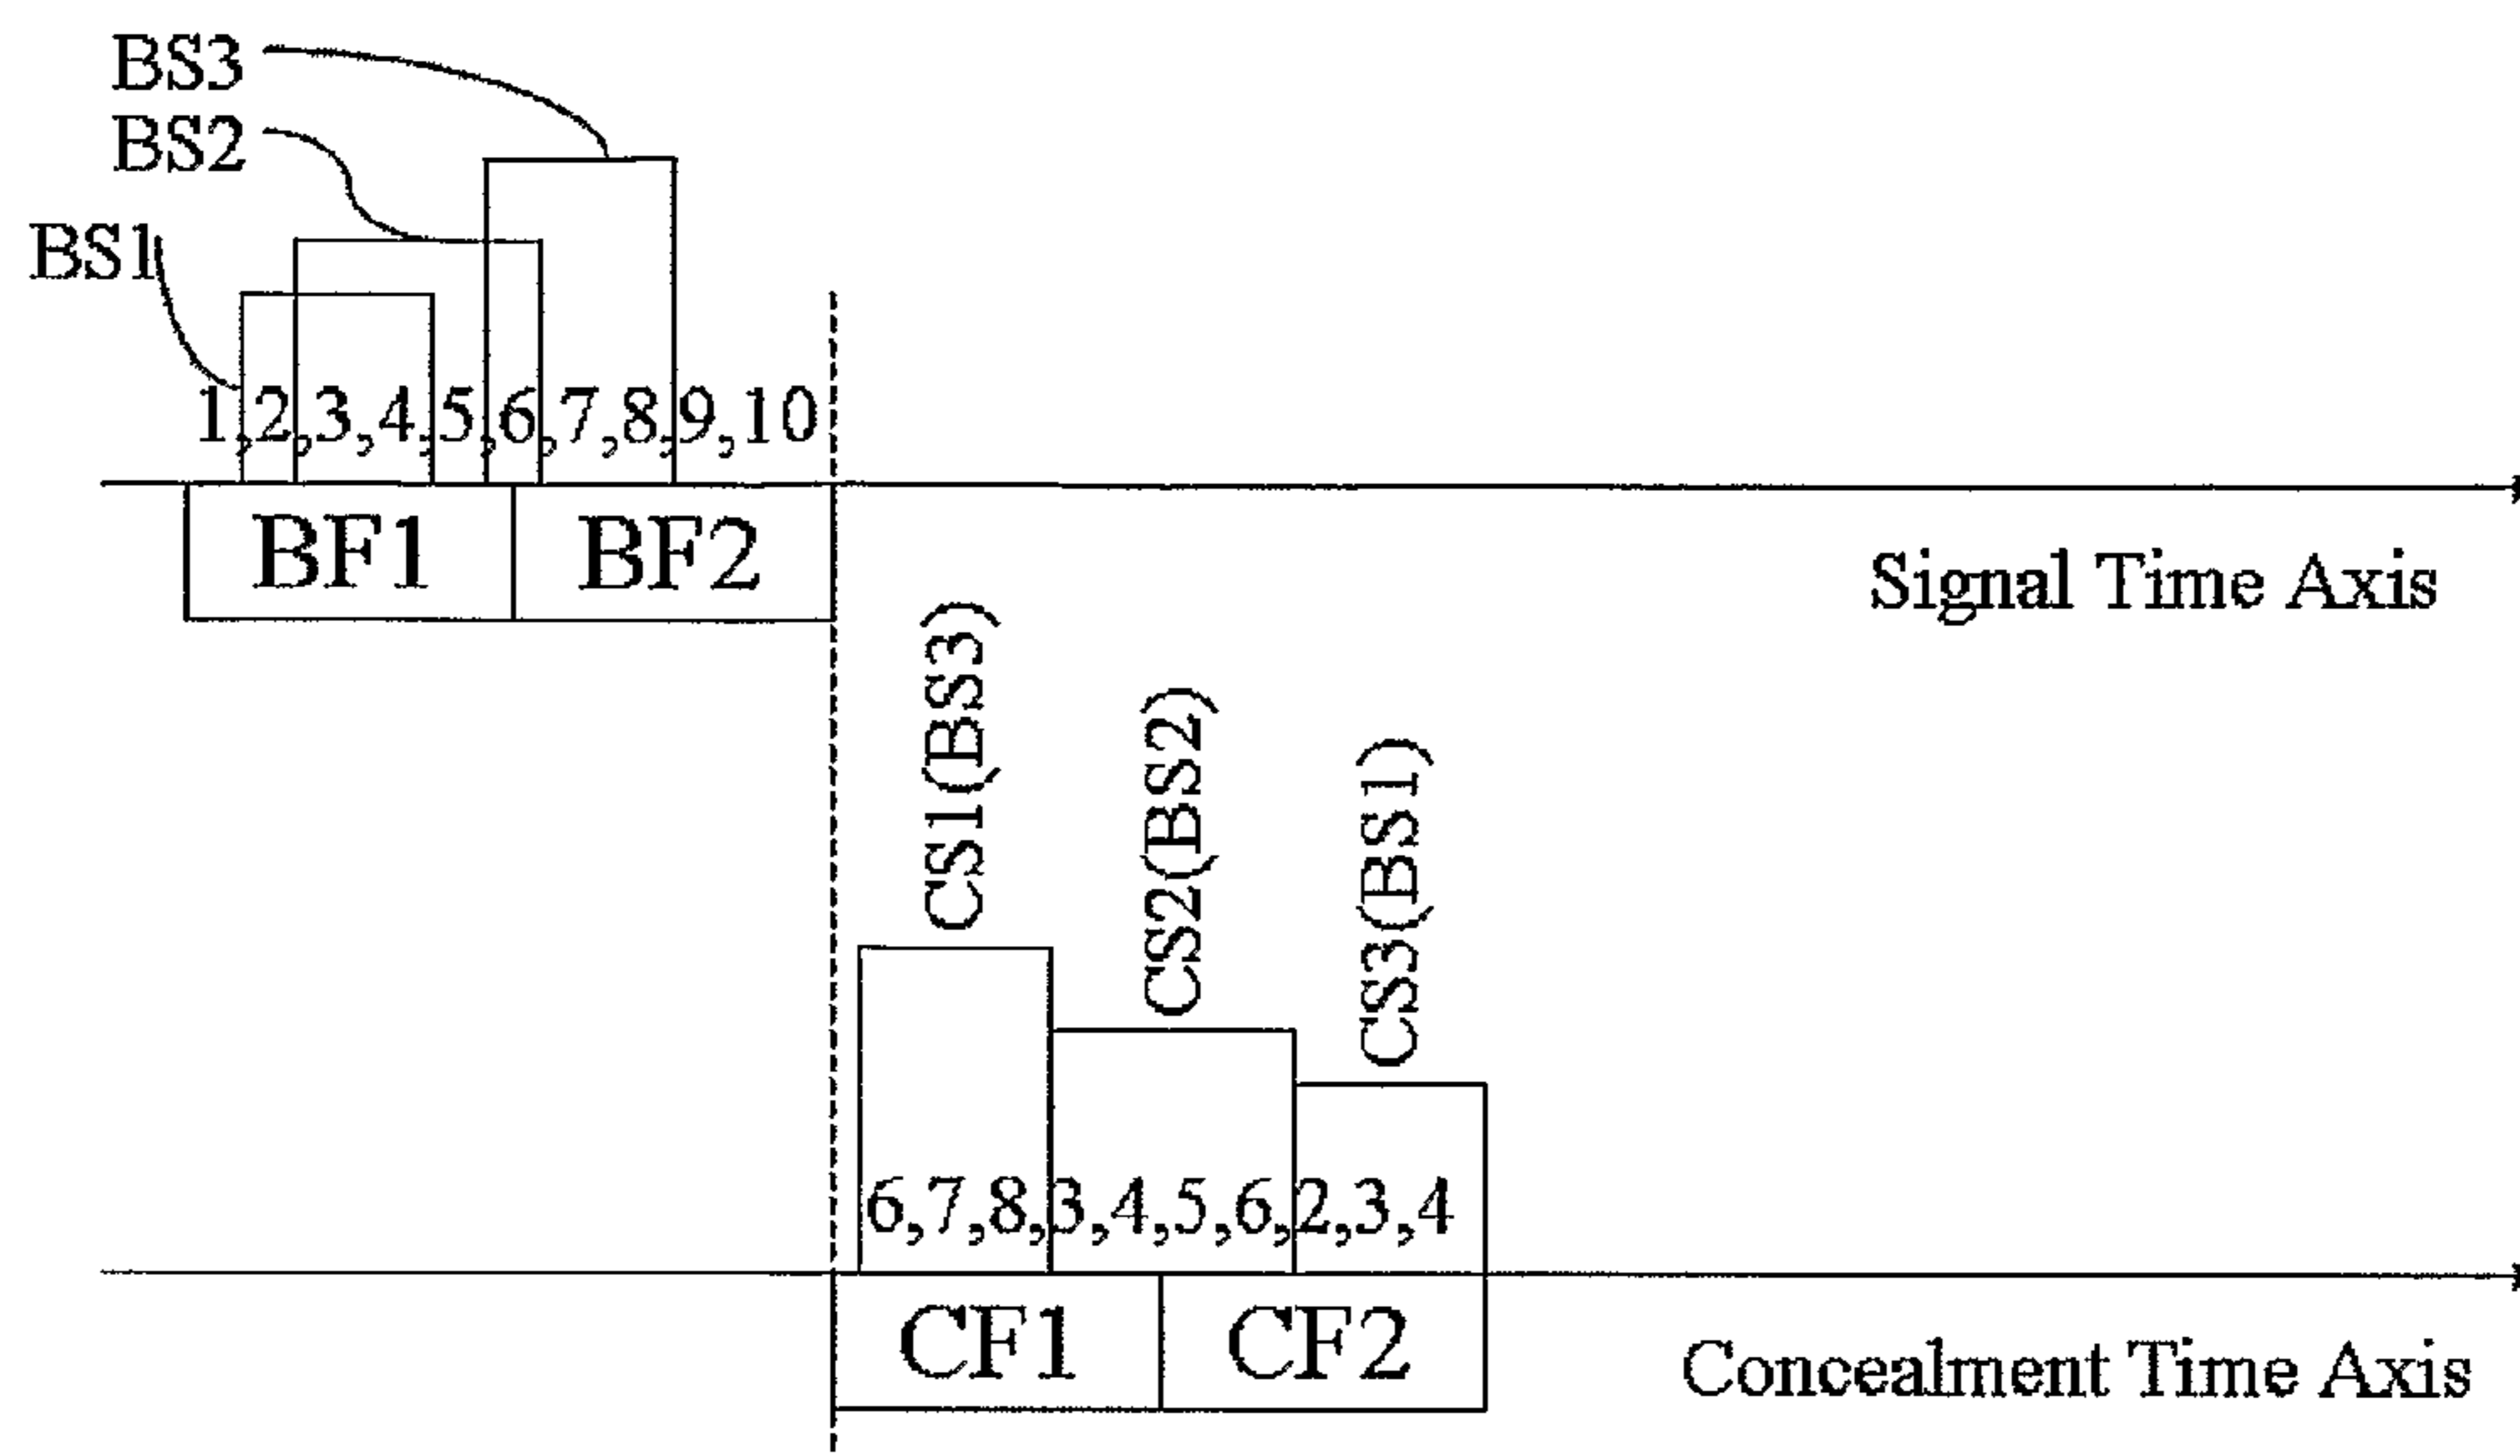 BS3
BS2
BS1
1,2,3,4,5,6,7,8,9,10
BF1 BF2
Signal Time Axis
CS1(BS3)
CS2(BS2)
CS3(BS1)
6,7,8,3,4,5,6,2,3,4
CF1 CF2
Concealment Time Axis